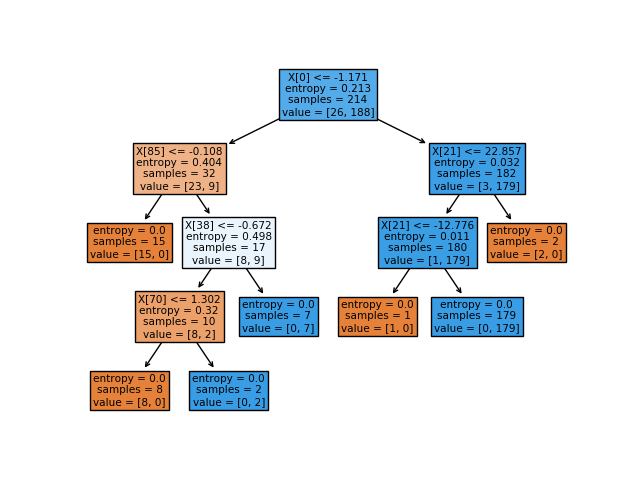 X[0] <= -1.171
entropy = 0.213
samples = 214
value = [26, 188]
X[85] <= -0.108
entropy = 0.404
samples = 32
value = [23, 9]
X[21] <= 22.857
entropy = 0.032
samples = 182
value = [3, 179]
entropy = 0.0
samples = 15
value = [15, 0]
X[38] <= -0.672
entropy = 0.498
samples = 17
value = [8, 9]
X[21] <= -12.776
entropy = 0.011
samples = 180
value = [1, 179]
entropy = 0.0
samples = 2
value = [2, 0]
X[70] <= 1.302
entropy = 0.32
samples = 10
value = [8, 2]
entropy = 0.0
samples = 7
value = [0, 7]
entropy = 0.0
samples = 1
value = [1, 0]
entropy = 0.0
samples = 179
value = [0, 179]
entropy = 0.0
samples = 8
value = [8, 0]
entropy = 0.0
samples = 2
value = [0, 2]